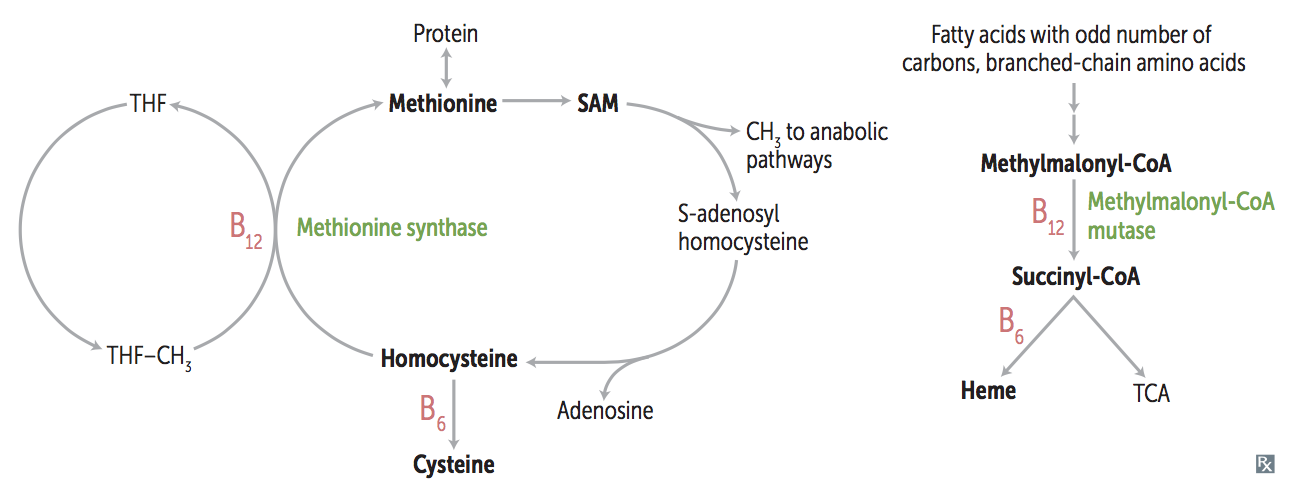 Protein
Methionine
SAM
CH3 to anabolic
pathways
S-adenosyl
homocysteine
THF
B12
Methionine synthase
THF–CH3
Homocysteine
Adenosine
B6
Cysteine
Fatty acids with odd number of
carbons, branched-chain amino acids
Methylmalonyl-CoA
B12
Methylmalonyl-CoA
mutase
Succinyl-CoA
B6
Heme
TCA
Rx